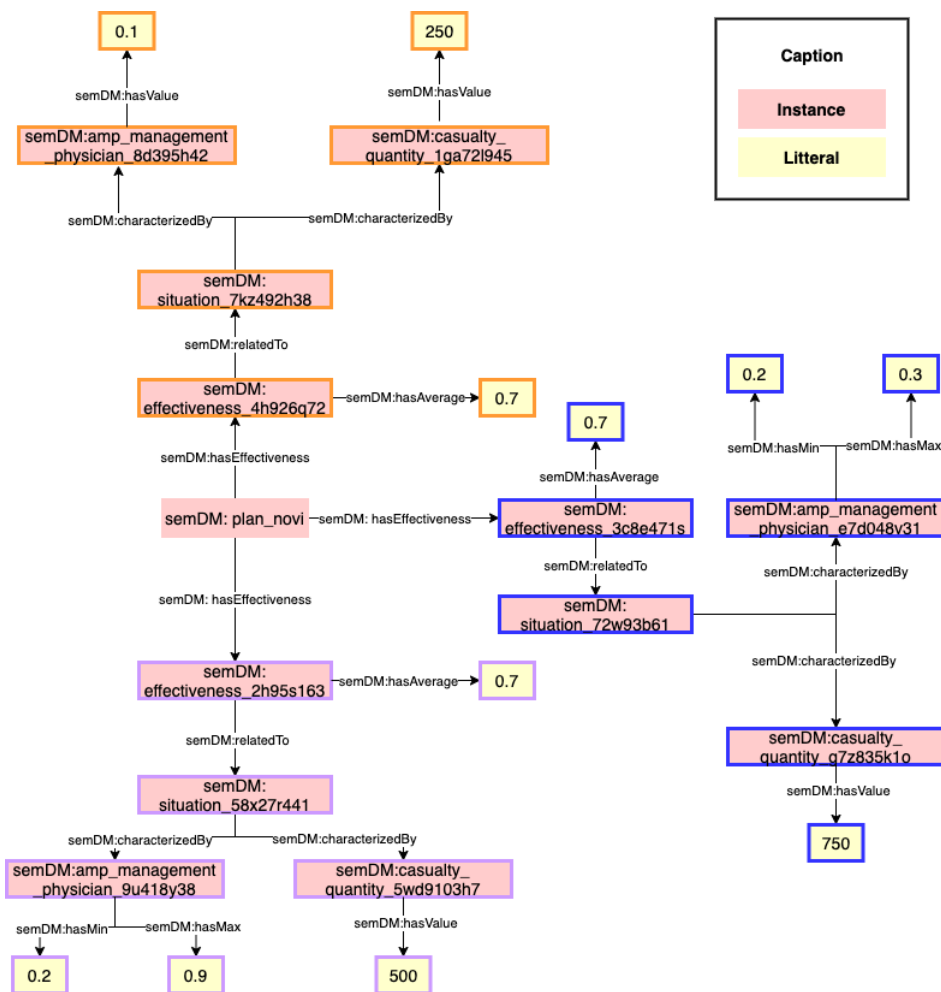 0.1
250
Caption
semDM:hasValue
semDM:hasValue
Instance
semDM:amp_management
_physician_8d395h42
semDM:casualty_
quantity_1ga72l945
Litteral
semDM:characterizedBy
semDM:characterizedBy
semDM:
situation_7kz492h38
semDM:relatedTo
0.2
0.3
semDM:
effectiveness_4h926q72
semDM:hasAverage
0.7
0.7
semDM:hasMin
semDM:hasMax
semDM:hasEffectiveness
semDM:hasAverage
semDM: plan_novi
semDM: hasEffectiveness
semDM:
effectiveness_3c8e471s
semDM:amp_management
_physician_e7d048v31
semDM:relatedTo
semDM:characterizedBy
semDM: hasEffectiveness
semDM:
situation_72w93b61
semDM:characterizedBy
semDM:
effectiveness_2h95s163
semDM:hasAverage
0.7
semDM:relatedTo
semDM:casualty_
quantity_g7z835k1o
semDM:
situation_58x27r441
semDM:hasValue
semDM:characterizedBy
semDM:characterizedBy
750
semDM:amp_management
_physician_9u418y38
semDM:casualty_
quantity_5wd9103h7
semDM:hasMin
semDM:hasMax
semDM:hasValue
0.2
0.9
500